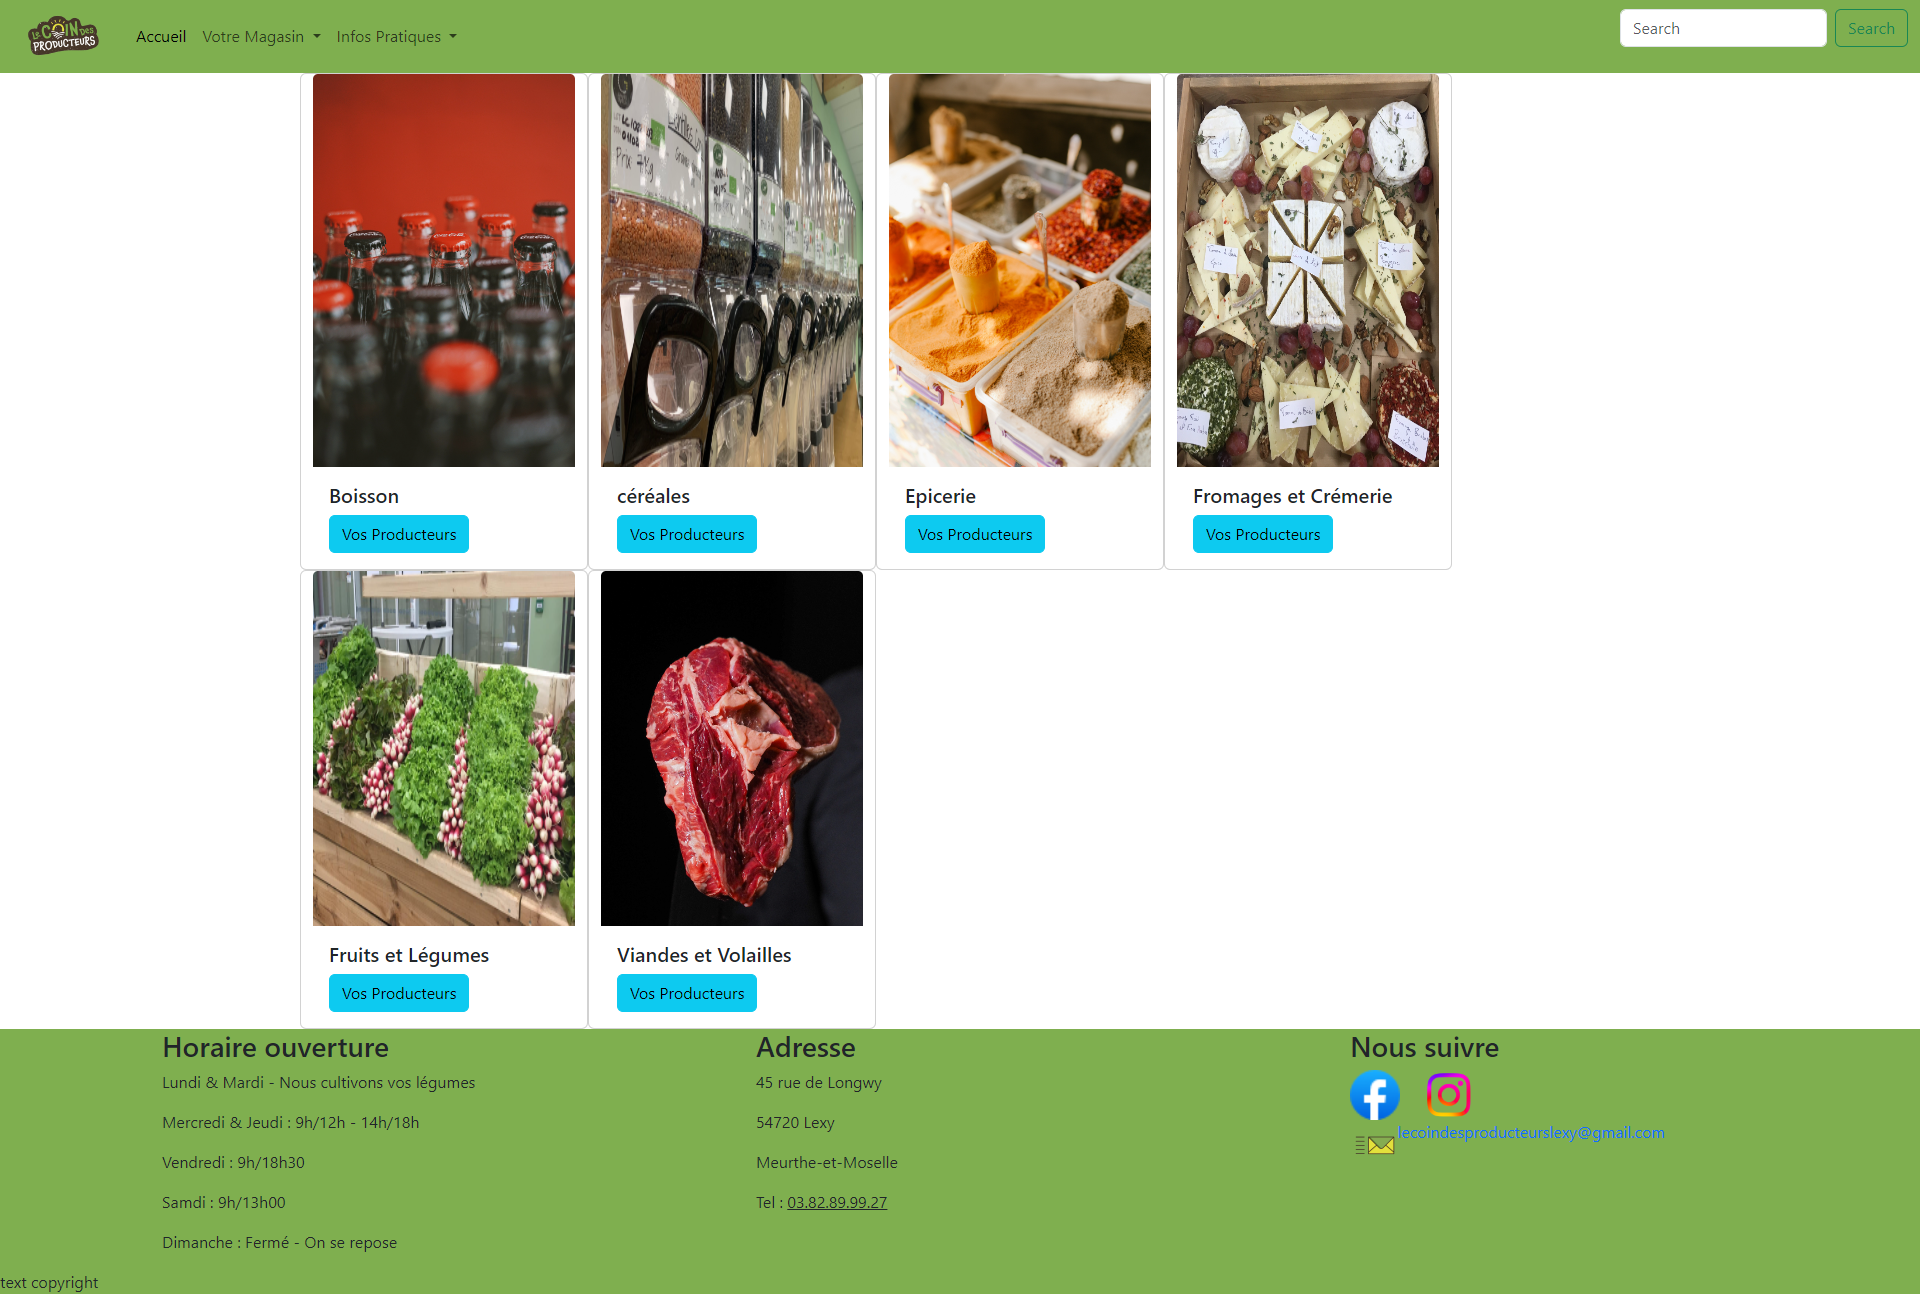 LE COIN DES
PRODUCTEURS
Accueil
Votre Magasin
Infos Pratiques
Search
Search
Prix
Boisson
Vos Producteurs
céréales
Vos Producteurs
Epicerie
Vos Producteurs
Fromages et Crémerie
Vos Producteurs
Fruits et Légumes
Vos Producteurs
Viandes et Volailles
Vos Producteurs
Horaire ouverture
Lundi & Mardi - Nous cultivons vos légumes
Mercredi & Jeudi : 9h/12h - 14h/18h
Vendredi : 9h/18h30
Samdi : 9h/13h00
Dimanche : Fermé - On se repose
Adresse
45 rue de Longwy
54720 Lexy
Meurthe-et-Moselle
Tel : 03.82.89.99.27
Nous suivre
lecoindesproducteurslexy@gmail.com
text copyright